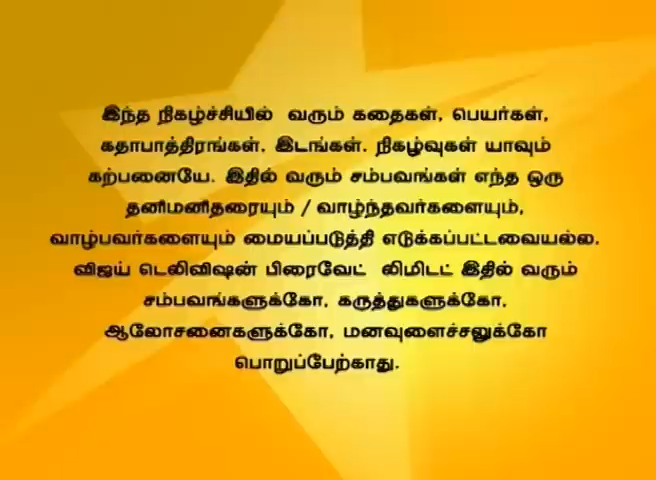 இந்த நிகழ்ச்சியில் வரும் கதைகள், பெயர்கள்,
கதாபாத்திரங்கள், இடங்கள், நிகழ்வுகள் யாவும்
கற்பனையே. இதில் வரும் சம்பவங்கள் எந்த ஒரு
தனிமனிதரையும் / வாழ்ந்தவர்களையும்,
வாழ்பவர்களையும் மையப்படுத்தி எடுக்கப்பட்டவையல்ல.
விஜய் டெலிவிஷன் பிரைவேட் லிமிடட் இதில் வரும்
சம்பவங்களுக்கோ, கருத்துகளுக்கோ,
ஆலோசனைகளுக்கோ, மனவுளைச்சலுக்கோ
பொறுப்பேற்காது.